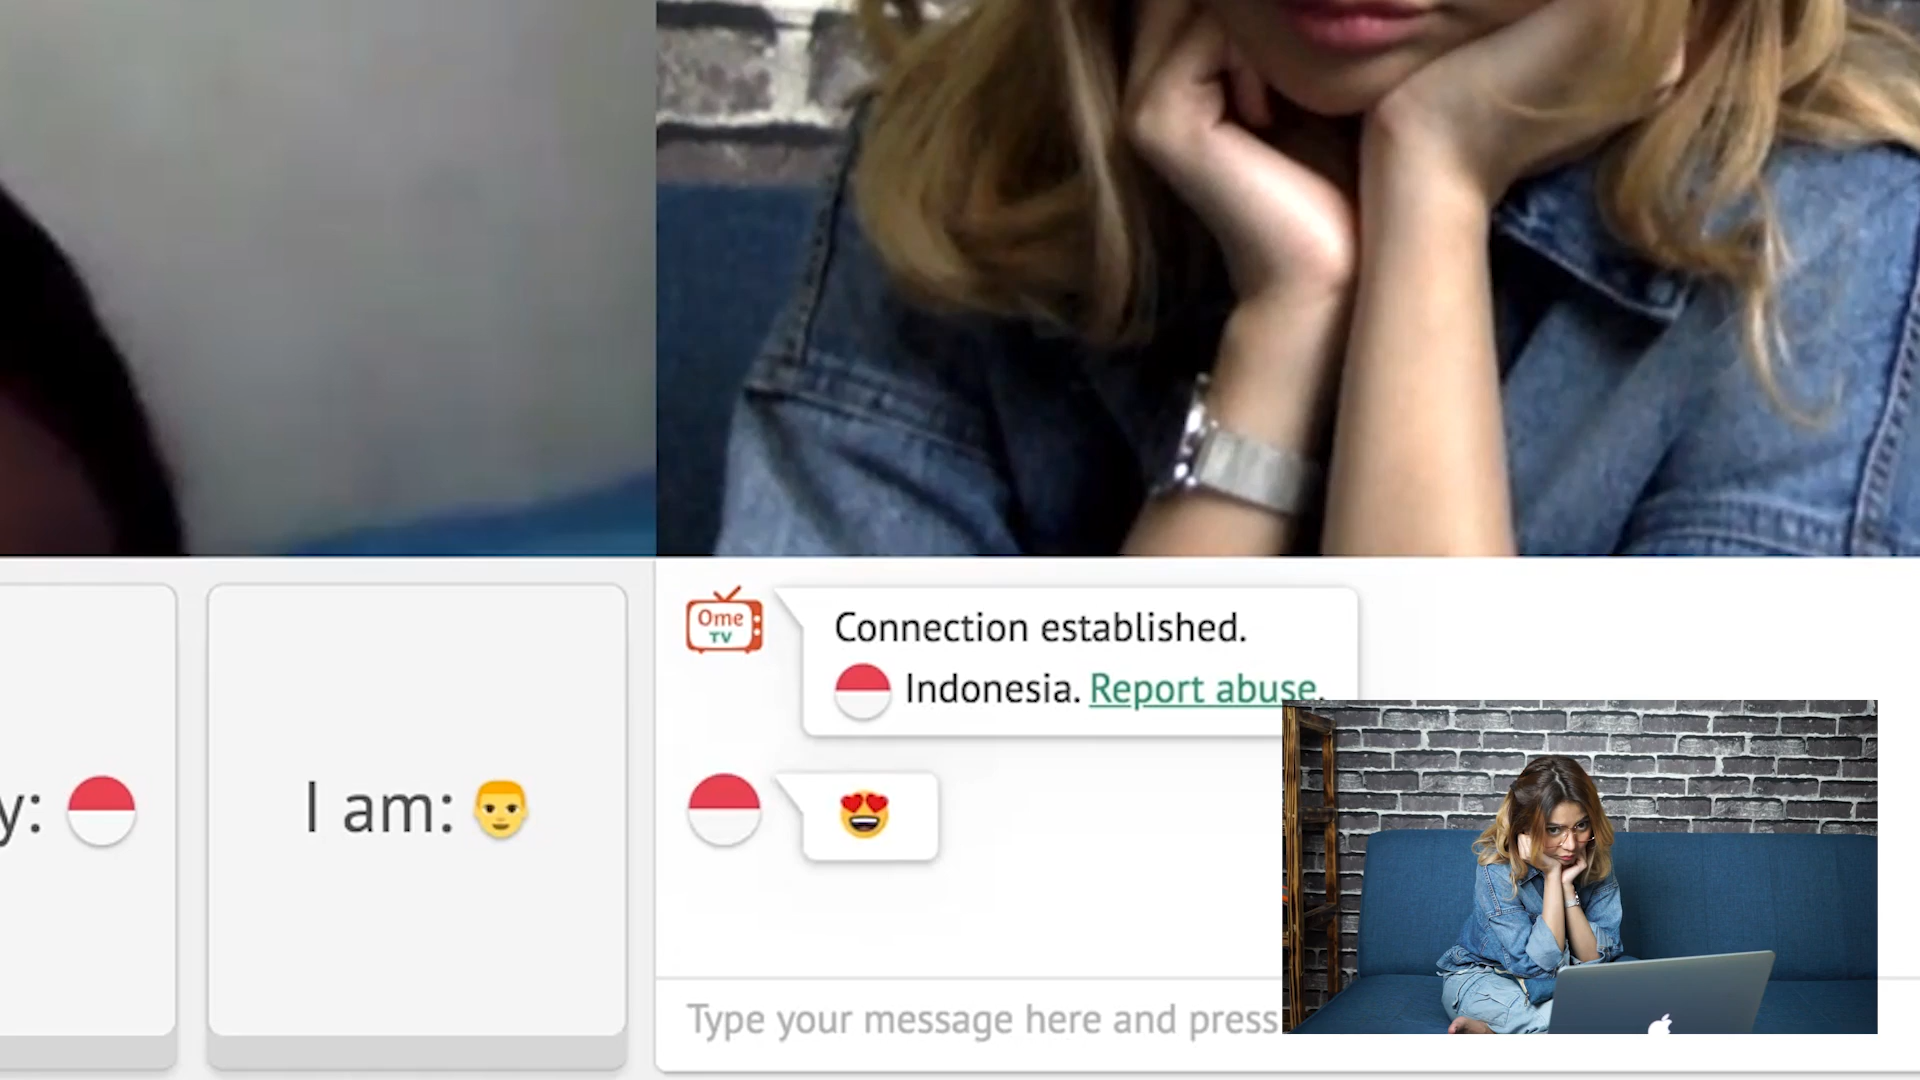 Ome
TV
Connection established.
Indonesia. Report abuse.
y:
I am:
Type your message here and press